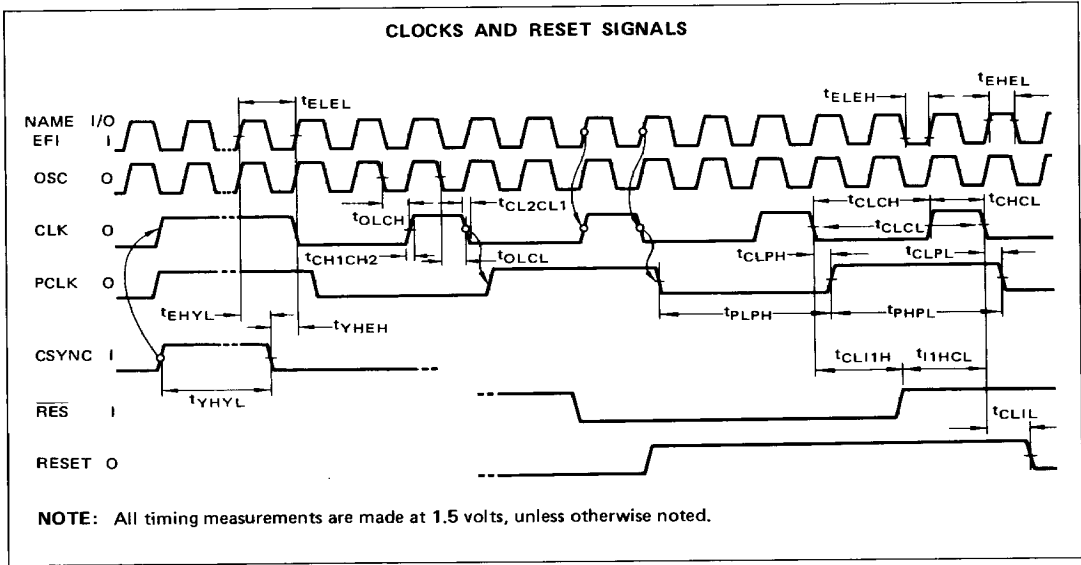 CLOCKS AND RESET SIGNALS
tELEL
tELEH
tEHEL
NAME I/O
EFI I
OSC O
tOLCH
tCL2CL1
tCLCH
tCHCL
CLK O
tCLCL
tCH1CH2
tOLCL
tCLPH
tCLPL
PCLK O
tEHYL
tYHEH
tPLPH
tPHPL
CSYNC I
tCLI1H
tI1HCL
tYHYL
RES I
tCLIL
RESET O
NOTE: All timing measurements are made at 1.5 volts, unless otherwise noted.